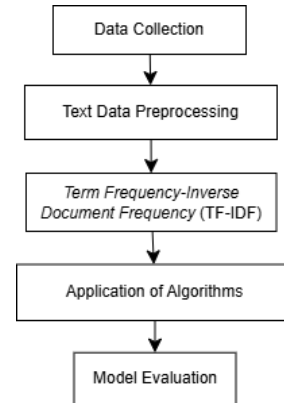 Data Collection
Text Data Preprocessing
Term Frequency-Inverse
Document Frequency (TF-IDF)
Application of Algorithms
Model Evaluation